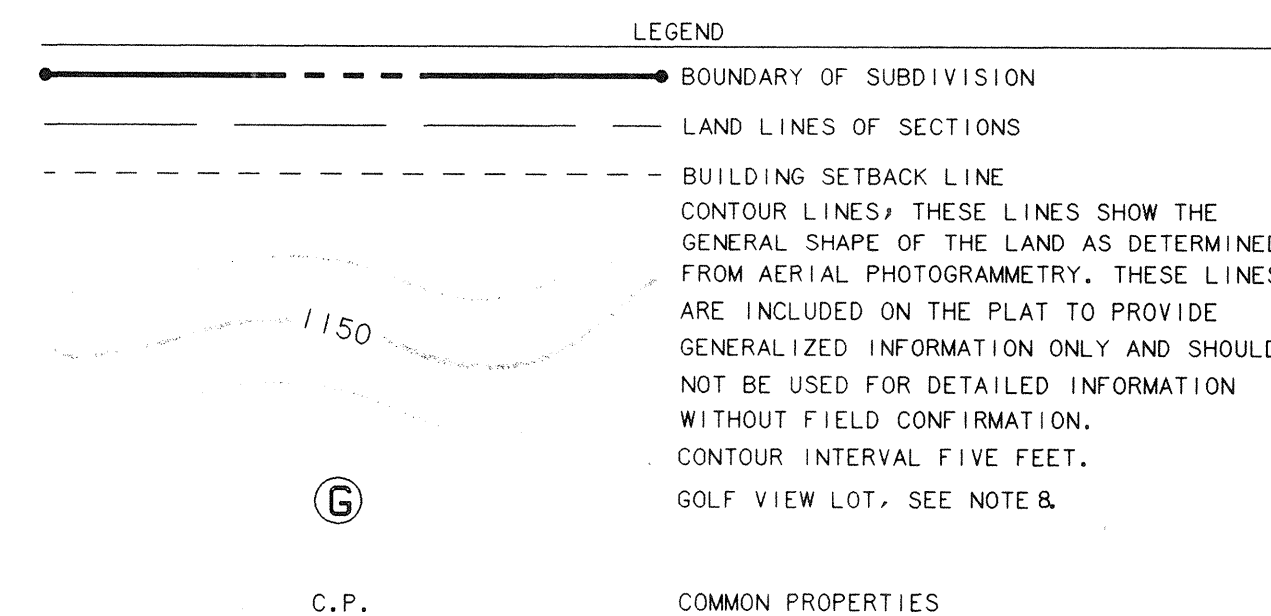 LEGEND
BOUNDARY OF SUBDIVISION
LAND LINES OF SECTIONS
BUILDING SETBACK LINE
CONTOUR LINES, THESE LINES SHOW THE
GENERAL SHAPE OF THE LAND AS DETERMINED
FROM AERIAL PHOTOGRAMMETRY. THESE LINES
ARE INCLUDED ON THE PLAT TO PROVIDE
1150
GENERALIZED INFORMATION ONLY AND SHOULD
NOT BE USED FOR DETAILED INFORMATION
WITHOUT FIELD CONFIRMATION.
CONTOUR INTERVAL FIVE FEET.
G GOLF VIEW LOT, SEE NOTE 8.
C.P. COMMON PROPERTIES